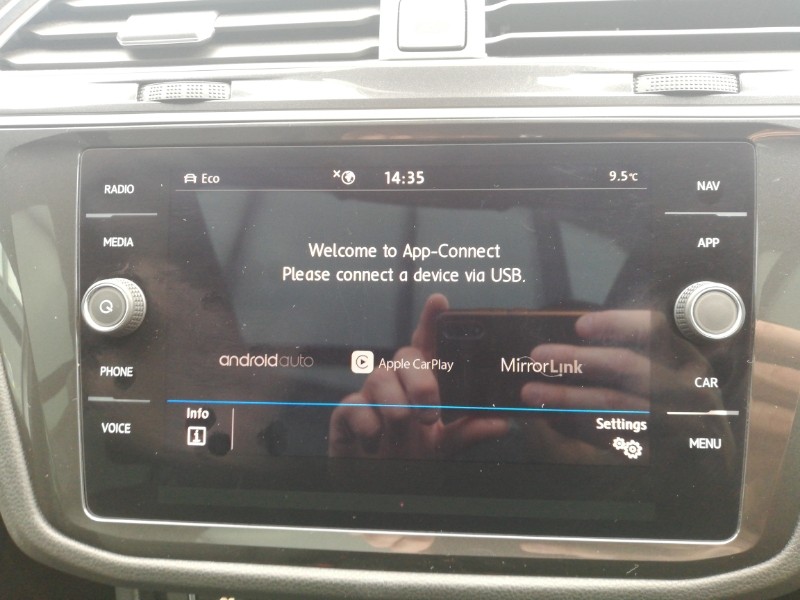 Eco 14:35 9.5°C
RADIO
NAV
MEDIA
APP
Welcome to App-Connect
Please connect a device via USB.
androidauto Apple CarPlay MirrorLink
PHONE
CAR
VOICE
MENU
Info
Settings